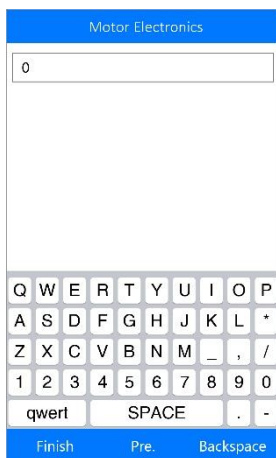 Motor Electronics
0
Q W E R T Y U I O P
A S D F G H J K L *
Z X C V B N M _ , /
1 2 3 4 5 6 7 8 9 0
qwert SPACE . -
Finish Pre. Backspace